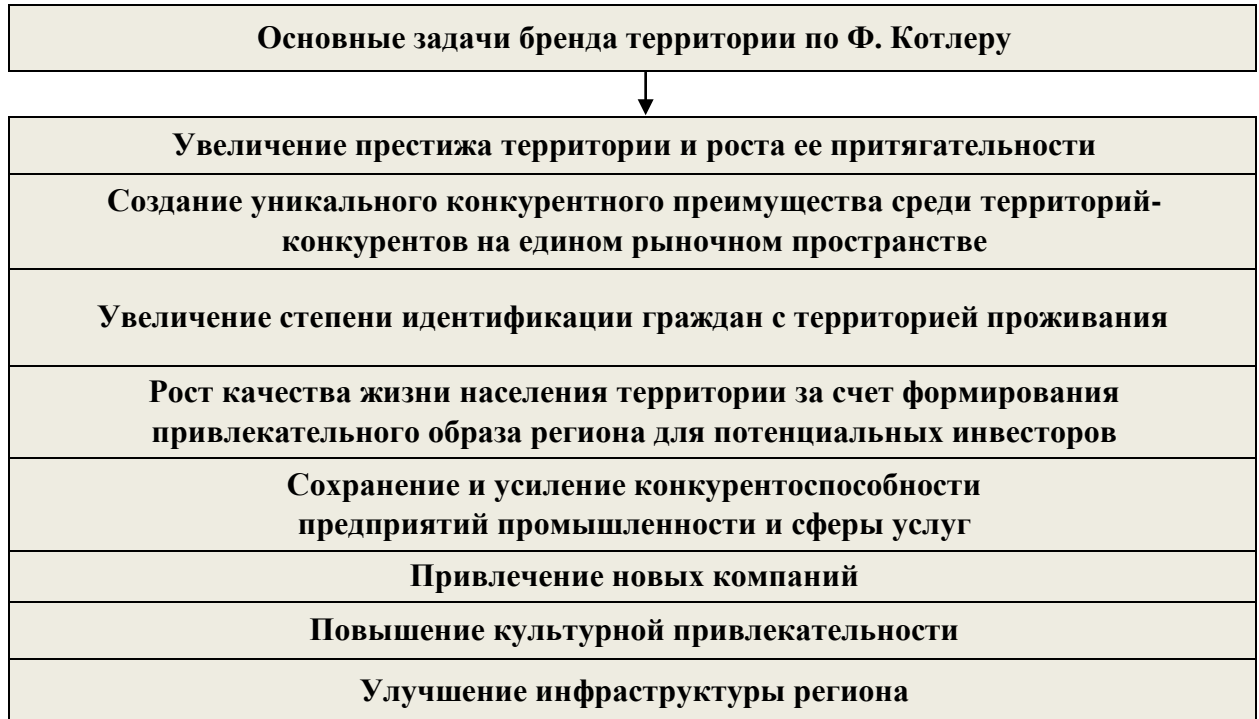 Основные задачи бренда территории по Ф. Котлеру
Увеличение престижа территории и роста ее притягательности
Создание уникального конкурентного преимущества среди территорий-
конкурентов на едином рыночном пространстве
Увеличение степени идентификации граждан с территорией проживания
Рост качества жизни населения территории за счет формирования
привлекательного образа региона для потенциальных инвесторов
Сохранение и усиление конкурентоспособности
предприятий промышленности и сферы услуг
Привлечение новых компаний
Повышение культурной привлекательности
Улучшение инфраструктуры региона